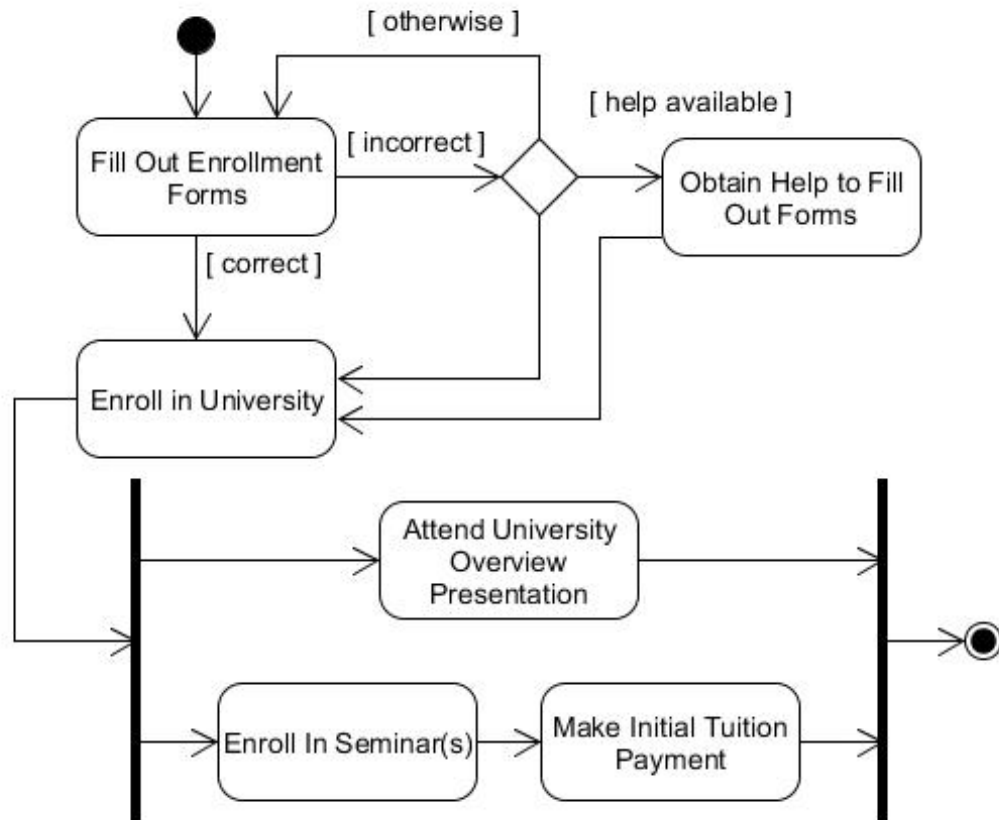 [ otherwise ]
[ help available ]
Fill Out Enrollment
Forms
[ incorrect ]
Obtain Help to Fill
Out Forms
[ correct ]
Enroll in University
Attend University
Overview
Presentation
Enroll In Seminar(s)
Make Initial Tuition
Payment